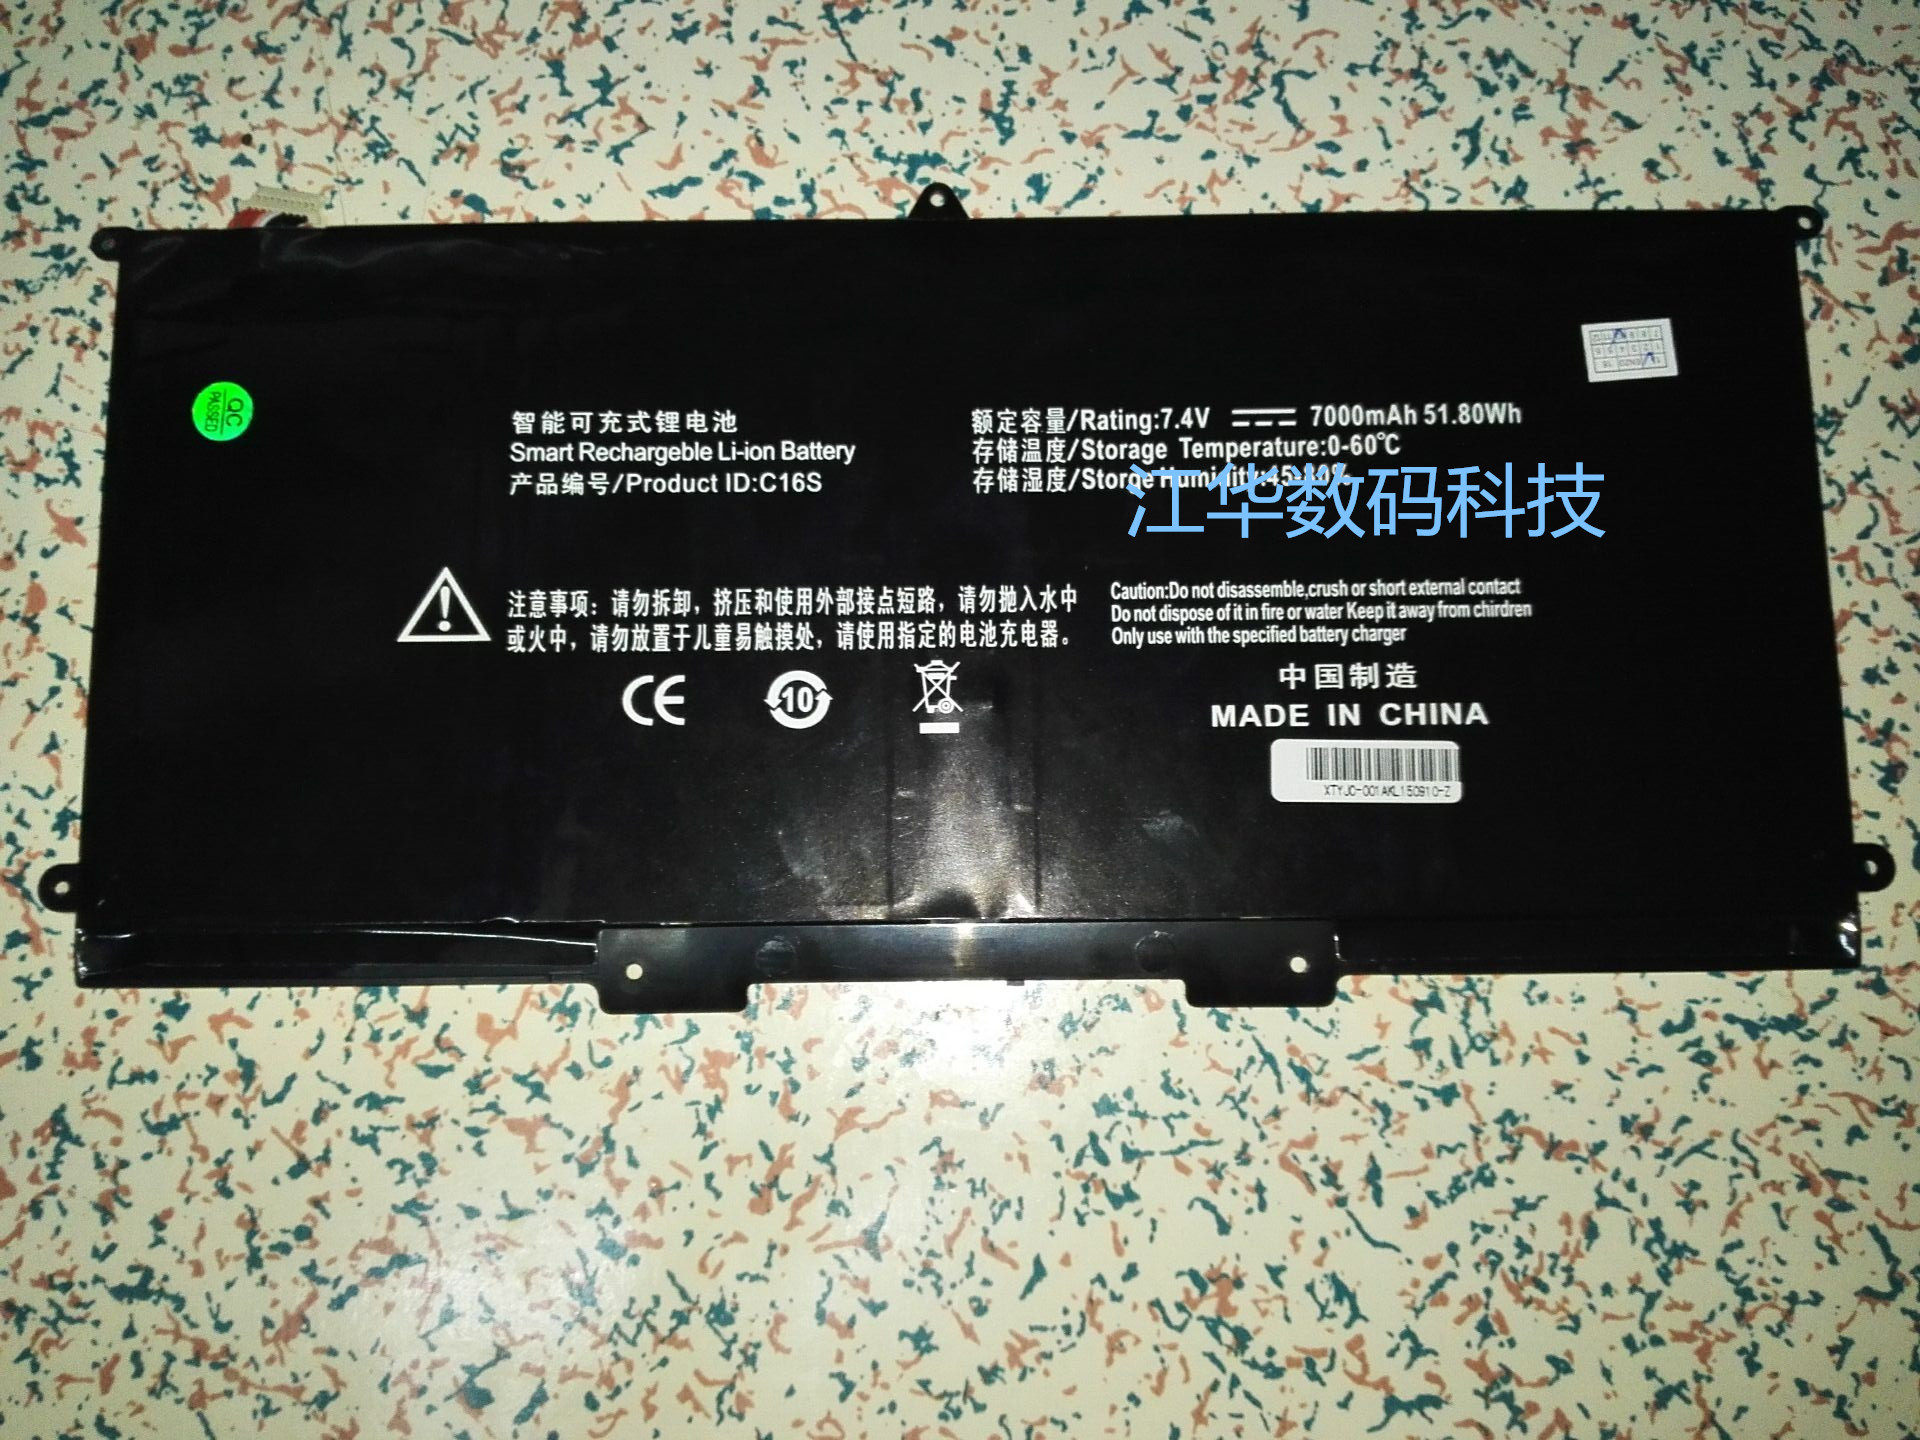 智能可充式锂电池
Smart Rechargeble Li-ion Battery
产品编号/Product ID:C16S
额定容量/Rating:7.4V 7000mAh 51.80Wh
存储温度/Storage Temperature:0-60℃
存储湿度/Storge Humidity:45-80%
江华数码科技
QC
PASSED
注意事项：请勿拆卸，挤压和使用外部接点短路，请勿抛入水中
或火中，请勿放置于儿童易触摸处，请使用指定的电池充电器。
Caution:Do not disassemble,crush or short external contact
Do not dispose of it in fire or water Keep it away from chirdren
Only use with the specified battery charger
CE
10
中国制造
MADE IN CHINA
XTYJC-001AKL150910-Z